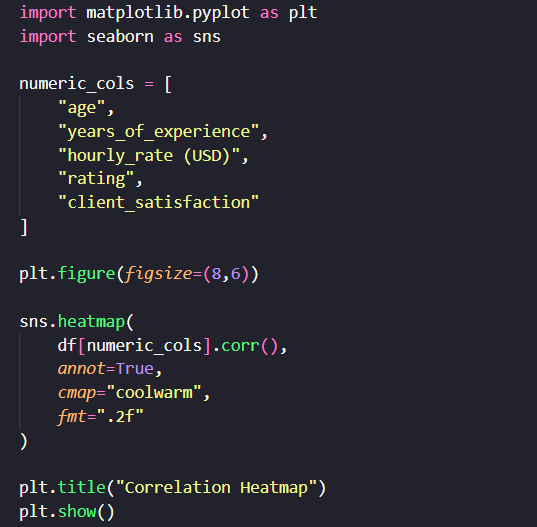 import matplotlib.pyplot as plt
import seaborn as sns

numeric_cols = [
    "age",
    "years_of_experience",
    "hourly_rate (USD)",
    "rating",
    "client_satisfaction"
]

plt.figure(figsize=(8,6))

sns.heatmap(
    df[numeric_cols].corr(),
    annot=True,
    cmap="coolwarm",
    fmt=".2f"
)

plt.title("Correlation Heatmap")
plt.show()